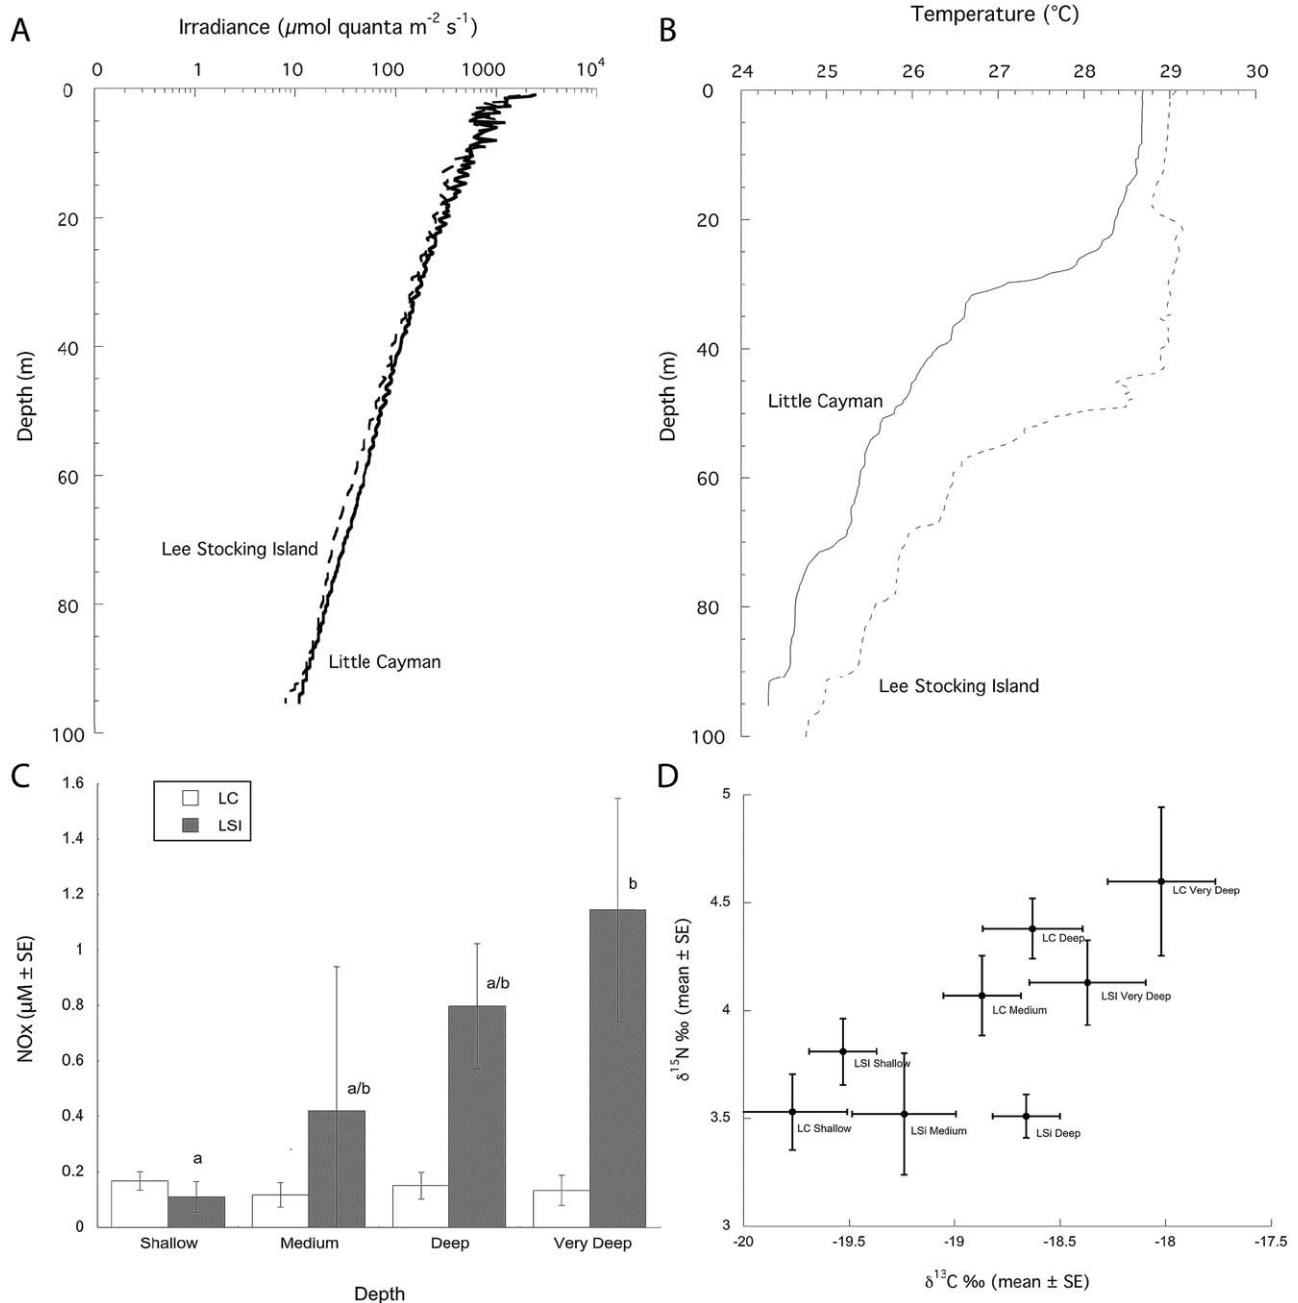 A
Irradiance (µmol quanta m⁻² s⁻¹)
0 1 10 100 1000 10⁴
0
20
40
60
80
100
Depth (m)
Lee Stocking Island
Little Cayman
B
Temperature (°C)
24 25 26 27 28 29 30
0
20
40
60
80
100
Depth (m)
Little Cayman
Lee Stocking Island
C
1.6
1.4
1.2
1
0.8
0.6
0.4
0.2
0
NOx (µM ± SE)
LC
LSI
a
a/b
a/b
b
Shallow Medium Deep Very Deep
Depth
D
5
4.5
4
3.5
3
δ¹⁵N ‰ (mean ± SE)
LC Very Deep
LC Deep
LSI Very Deep
LC Medium
LSI Shallow
LC Shallow
LSi Medium
LSi Deep
-20 -19.5 -19 -18.5 -18 -17.5
δ¹³C ‰ (mean ± SE)